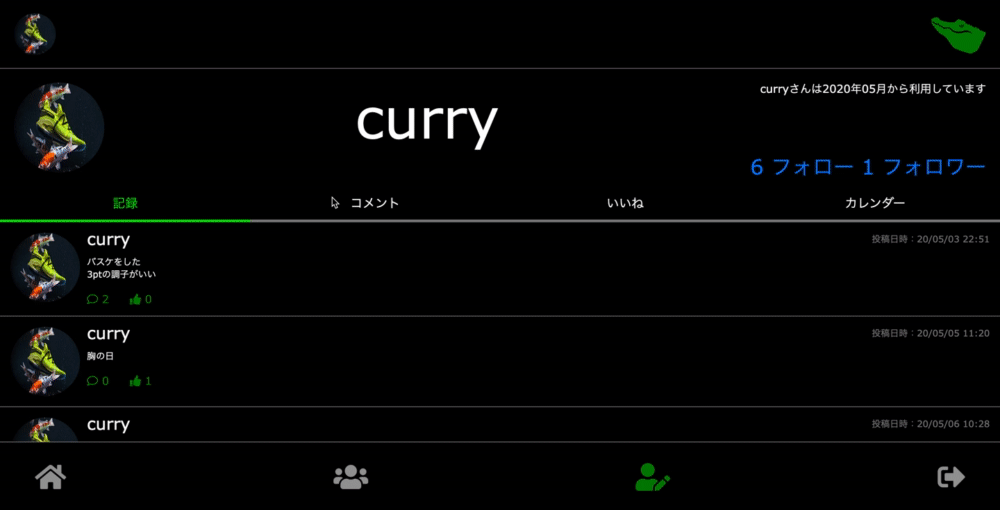 curry
curryさんは2020年05月から利用しています
6 フォロー 1 フォロワー
記録
コメント
いいね
カレンダー
curry
投稿日時：20/05/03 22:51
バスケをした
3ptの調子がいい
2 0
curry
投稿日時：20/05/05 11:20
胸の日
0 1
curry
投稿日時：20/05/06 10:28